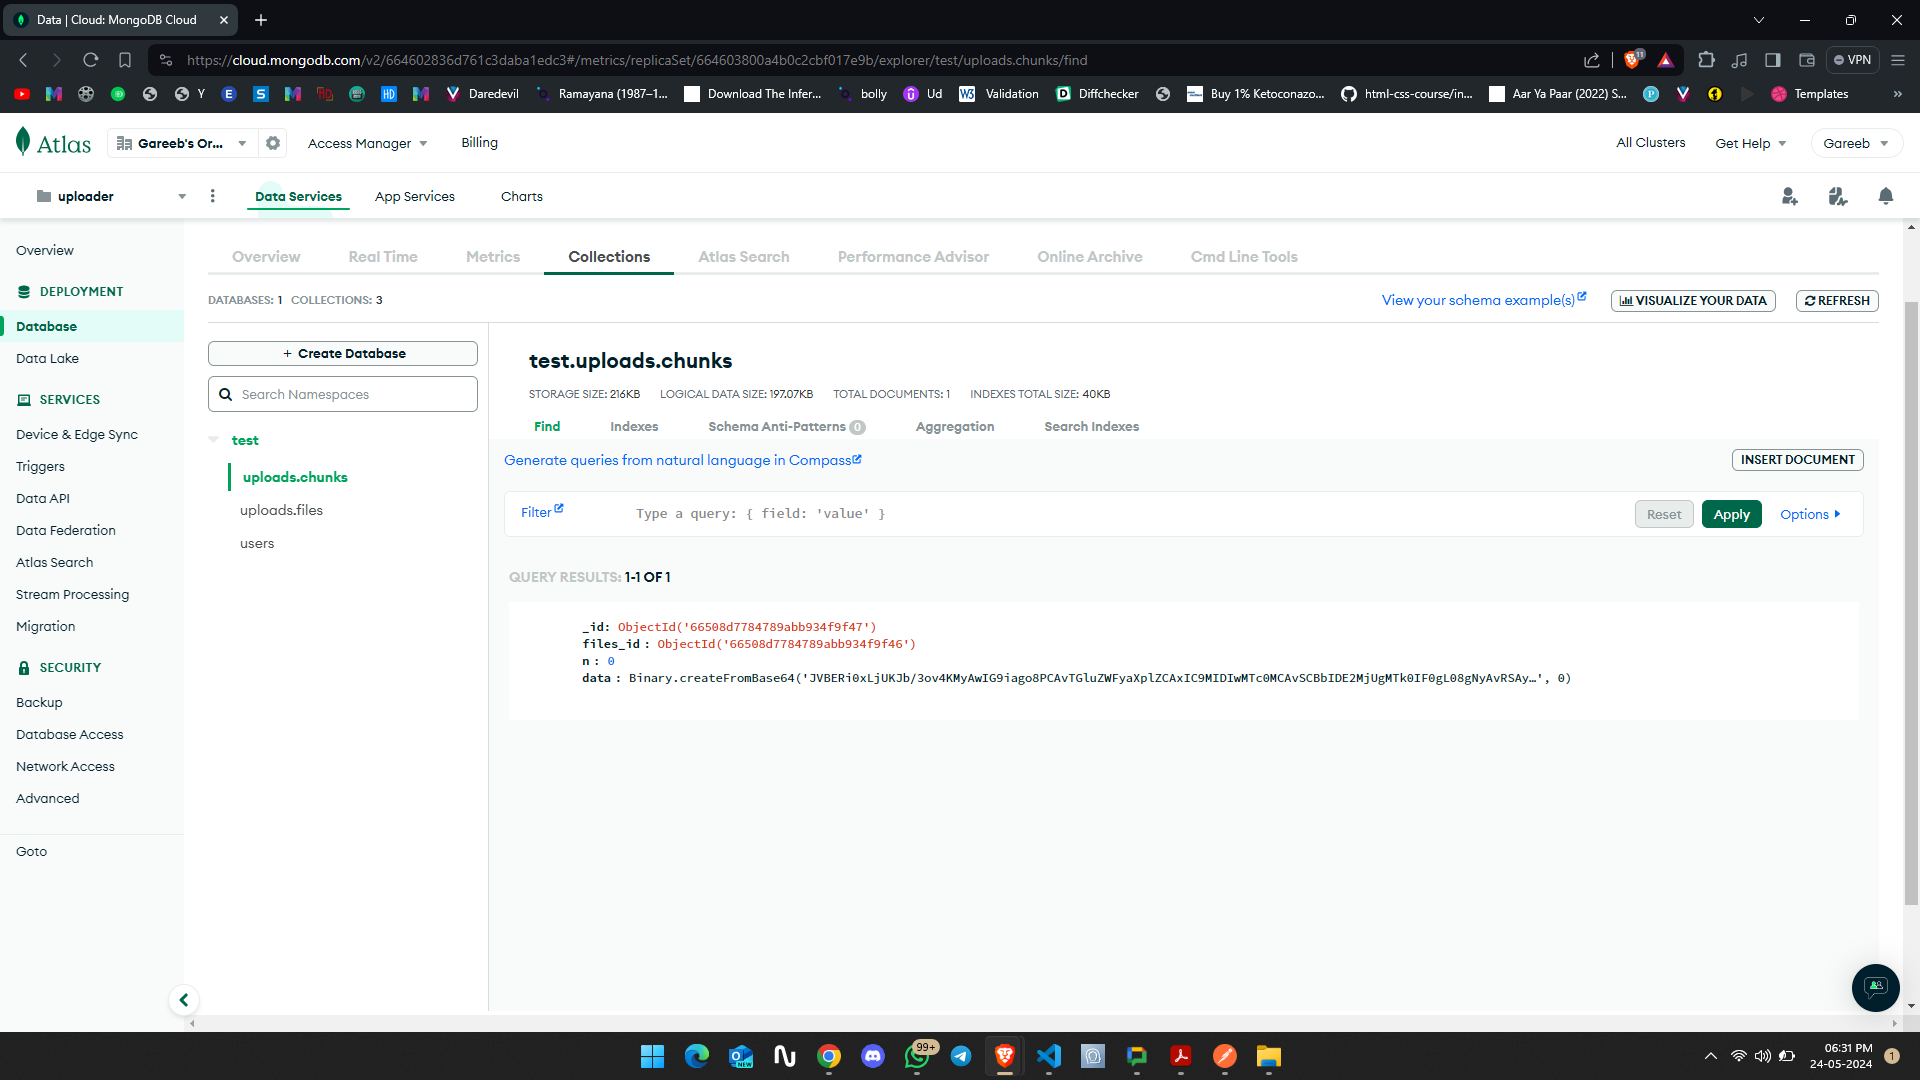 Data | Cloud: MongoDB Cloud
https://cloud.mongodb.com/v2/664602836d761c3daba1edc3#/metrics/replicaSet/664603800a4b0c2cbf017e9b/explorer/test/uploads.chunks/find
11
VPN
Y
Daredevil
Ramayana (1987–1...
Download The Infer...
bolly
Ud
Validation
Diffchecker
Buy 1% Ketoconazo...
html-css-course/in...
Aar Ya Paar (2022) S...
Templates
Atlas
Gareeb's Or...
Access Manager
Billing
All Clusters
Get Help
Gareeb
uploader
Data Services
App Services
Charts
Overview
DEPLOYMENT
Database
Data Lake
SERVICES
Device & Edge Sync
Triggers
Data API
Data Federation
Atlas Search
Stream Processing
Migration
SECURITY
Backup
Database Access
Network Access
Advanced
Goto
Overview
Real Time
Metrics
Collections
Atlas Search
Performance Advisor
Online Archive
Cmd Line Tools
DATABASES: 1 COLLECTIONS: 3
View your schema example(s)
VISUALIZE YOUR DATA
REFRESH
+ Create Database
Search Namespaces
test
uploads.chunks
uploads.files
users
test.uploads.chunks
STORAGE SIZE: 216KB LOGICAL DATA SIZE: 197.07KB TOTAL DOCUMENTS: 1 INDEXES TOTAL SIZE: 40KB
Find
Indexes
Schema Anti-Patterns 0
Aggregation
Search Indexes
Generate queries from natural language in Compass
INSERT DOCUMENT
Filter
Type a query: { field: 'value' }
Reset
Apply
Options
QUERY RESULTS: 1-1 OF 1
_id: ObjectId('66508d7784789abb934f9f47')
files_id : ObjectId('66508d7784789abb934f9f46')
n : 0
data : Binary.createFromBase64('JVBERi0xLjUKJb/3ov4KMyAwIG9iago8PCAvTGluZWFyaXplZCAxIC9MIDIwMTc0MCAvSCBbIDE2MjUgMTk0IF0gL08gNyAvRSAy…', 0)
99+
06:31 PM
24-05-2024
1